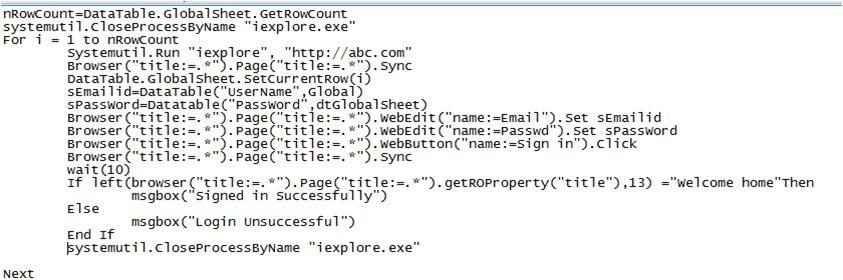 nRowCount=DataTable.GlobalSheet.GetRowCount
systemutil.CloseProcessByName "iexplore.exe"
For i = 1 to nRowCount
Systemutil.Run "iexplore", "http://abc.com"
Browser("title:=.*").Page("title:=.*").Sync
DataTable.GlobalSheet.SetCurrentRow(i)
sEmailid=DataTable("UserName",Global)
sPassWord=Datatable("PassWord",dtGlobalSheet)
Browser("title:=.*").Page("title:=.*").WebEdit("name:=Email").Set sEmailid
Browser("title:=.*").Page("title:=.*").WebEdit("name:=Passwd").Set sPassWord
Browser("title:=.*").Page("title:=.*").WebButton("name:=Sign in").Click
Browser("title:=.*").Page("title:=.*").Sync
wait(10)
If left(browser("title:=.*").Page("title:=.*").getROProperty("title"),13) ="Welcome home"Then
msgbox("Signed in Successfully")
Else
msgbox("Login Unsuccessful")
End If
systemutil.CloseProcessByName "iexplore.exe"
Next